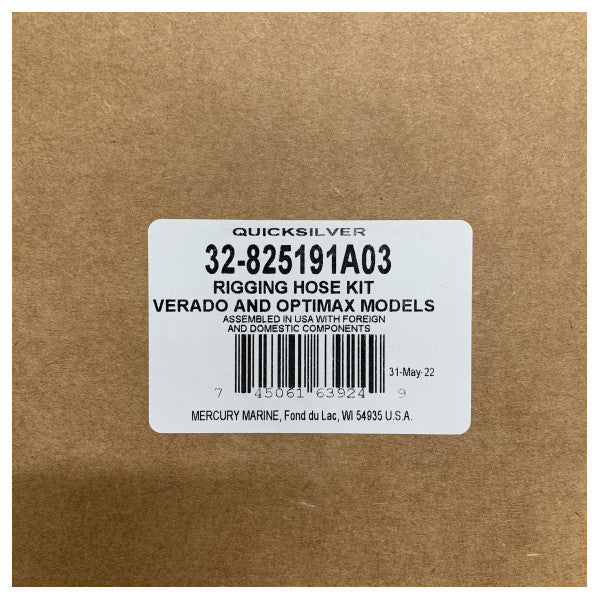 QUICKSILVER
32-825191A03
RIGGING HOSE KIT
VERADO AND OPTIMAX MODELS
ASSEMBLED IN USA WITH FOREIGN
AND DOMESTIC COMPONENTS
31-May-22
7 45061 63924 9
MERCURY MARINE, Fond du Lac, WI 54935 U.S.A.